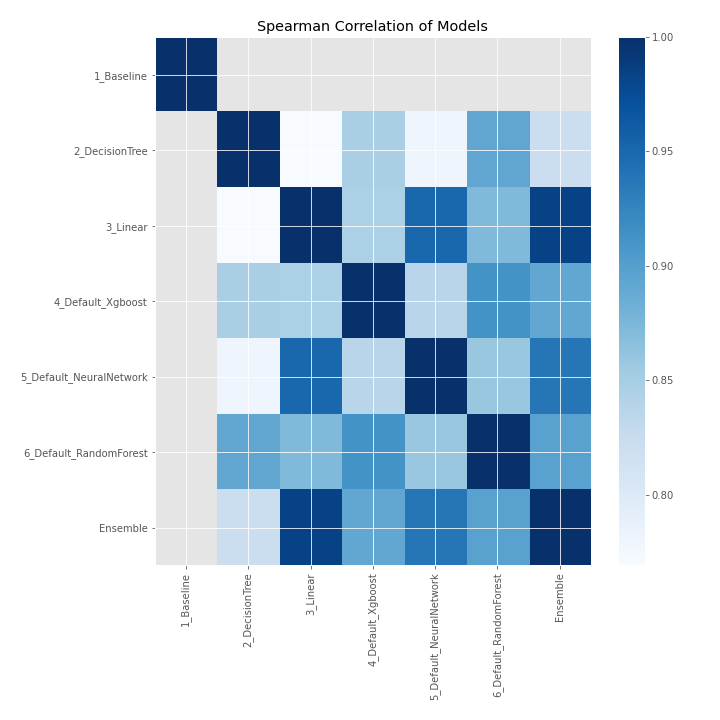 Spearman Correlation of Models
1_Baseline
2_DecisionTree
3_Linear
4_Default_Xgboost
5_Default_NeuralNetwork
6_Default_RandomForest
Ensemble
1_Baseline
2_DecisionTree
3_Linear
4_Default_Xgboost
5_Default_NeuralNetwork
6_Default_RandomForest
Ensemble
1.00
0.95
0.90
0.85
0.80